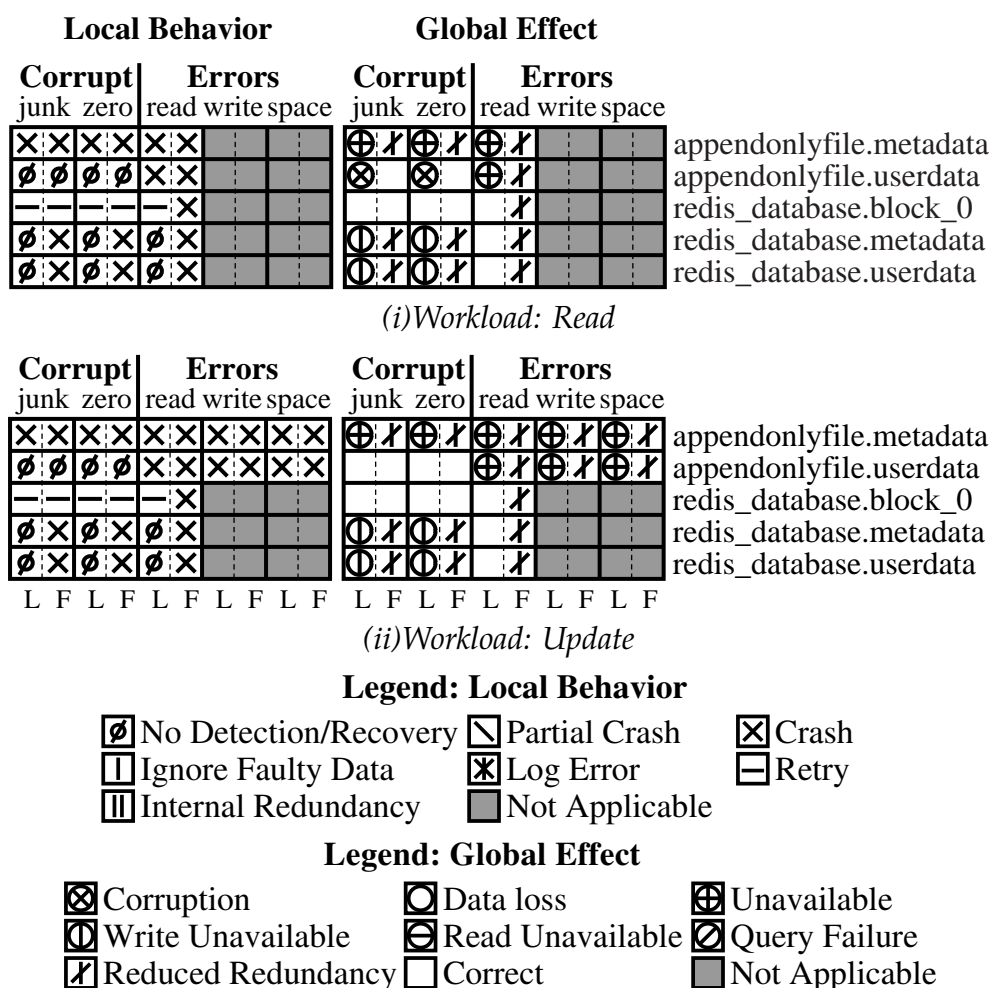 Local Behavior Global Effect
Corrupt Errors Corrupt Errors
junk zero read write space junk zero read write space
appendonlyfile.metadata
appendonlyfile.userdata
redis_database.block_0
redis_database.metadata
redis_database.userdata
(i)Workload: Read
Corrupt Errors Corrupt Errors
junk zero read write space junk zero read write space
appendonlyfile.metadata
appendonlyfile.userdata
redis_database.block_0
redis_database.metadata
redis_database.userdata
L F L F L F L F L F L F L F L F L F L F
(ii)Workload: Update
Legend: Local Behavior
No Detection/Recovery Partial Crash Crash
Ignore Faulty Data Log Error Retry
Internal Redundancy Not Applicable
Legend: Global Effect
Corruption Data loss Unavailable
Write Unavailable Read Unavailable Query Failure
Reduced Redundancy Correct Not Applicable